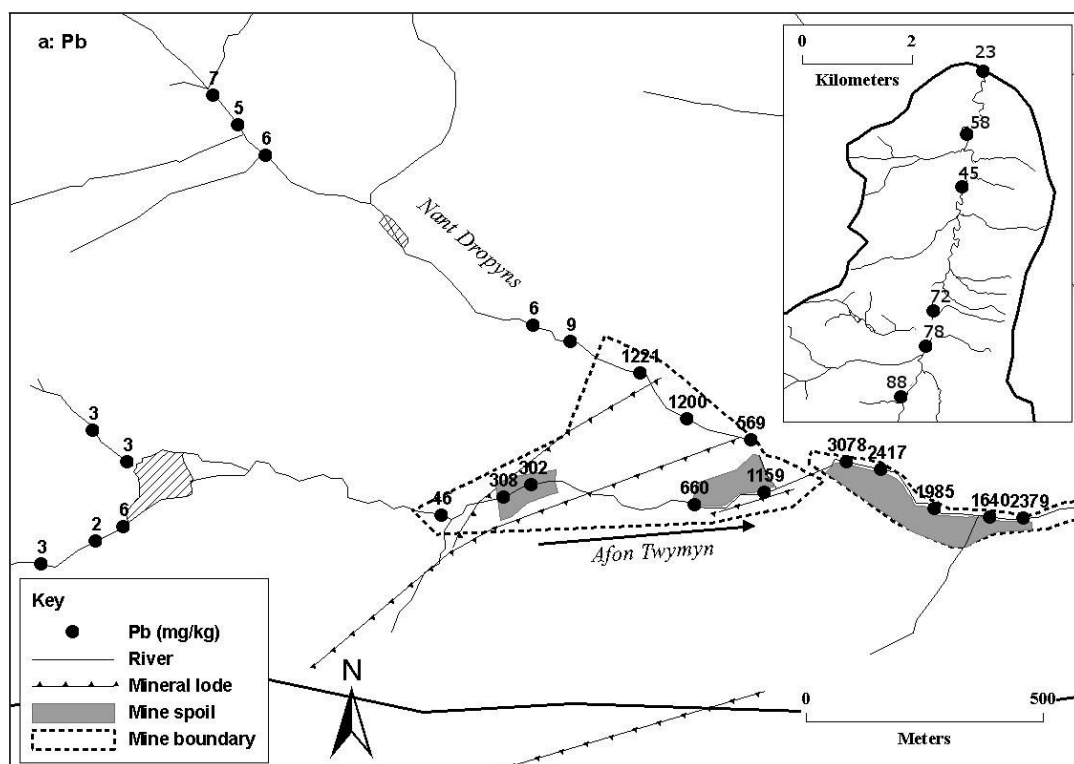 a: Pb
7
5
6
Nant Dropyns
6
9
1221
1200
569
3
3
6
2
3
46
308
302
660
1159
3078
2417
1985
1640
2379
Afon Twymyn
0 2
Kilometers
23
58
45
72
78
88
Key
Pb (mg/kg)
River
Mineral lode
Mine spoil
Mine boundary
N
0 500
Meters